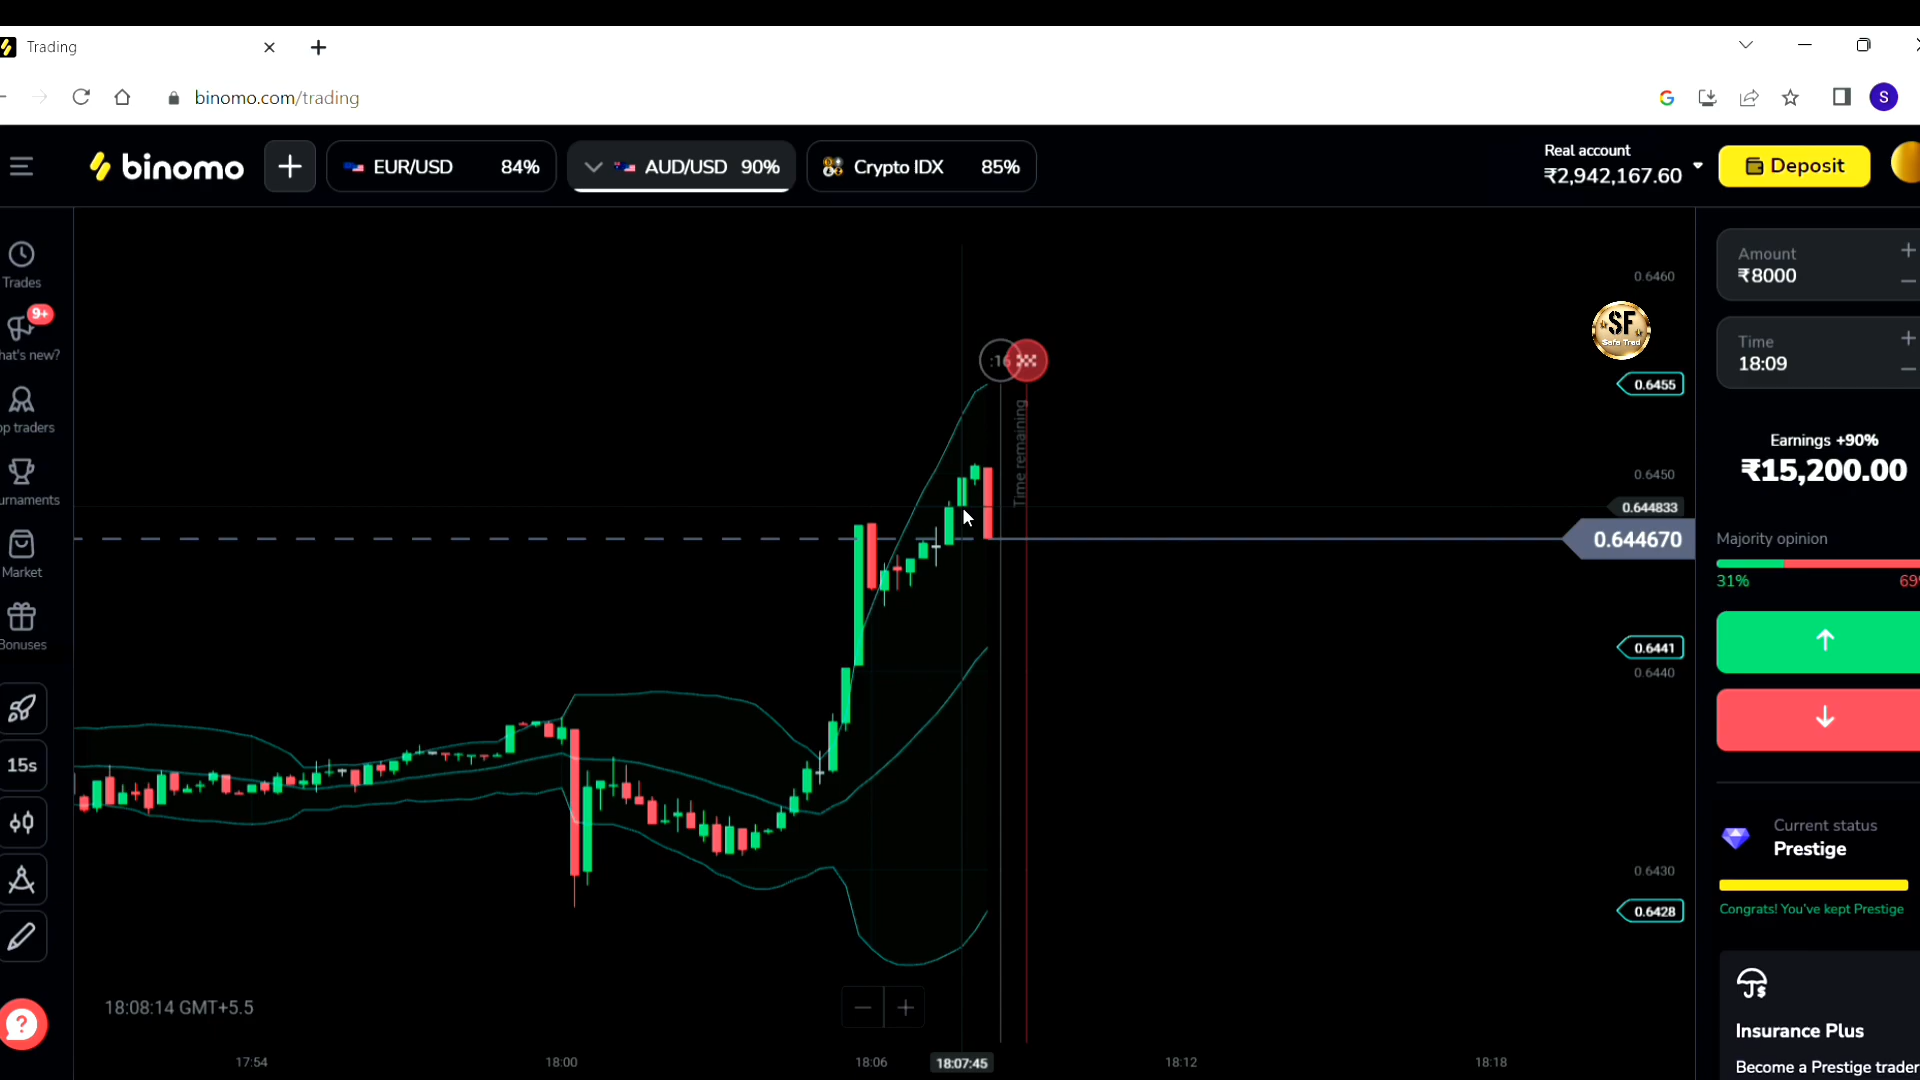 Trading
binomo.com/trading
S
binomo
EUR/USD 84%
AUD/USD 90%
Crypto IDX 85%
Real account
₹2,942,167.60
Deposit
Trades
9+
hat's new?
op traders
urnaments
Market
Bonuses
15s
0.6460
SF
Safe Tred
:16
Time remaining
0.6455
0.6450
0.644833
0.644670
0.6441
0.6440
0.6430
0.6428
18:08:14 GMT+5.5
17:54
18:00
18:06
18:07:45
18:12
18:18
Amount
₹8000
Time
18:09
Earnings +90%
₹15,200.00
Majority opinion
31% 69%
Current status
Prestige
Congrats! You've kept Prestige
Insurance Plus
Become a Prestige trader